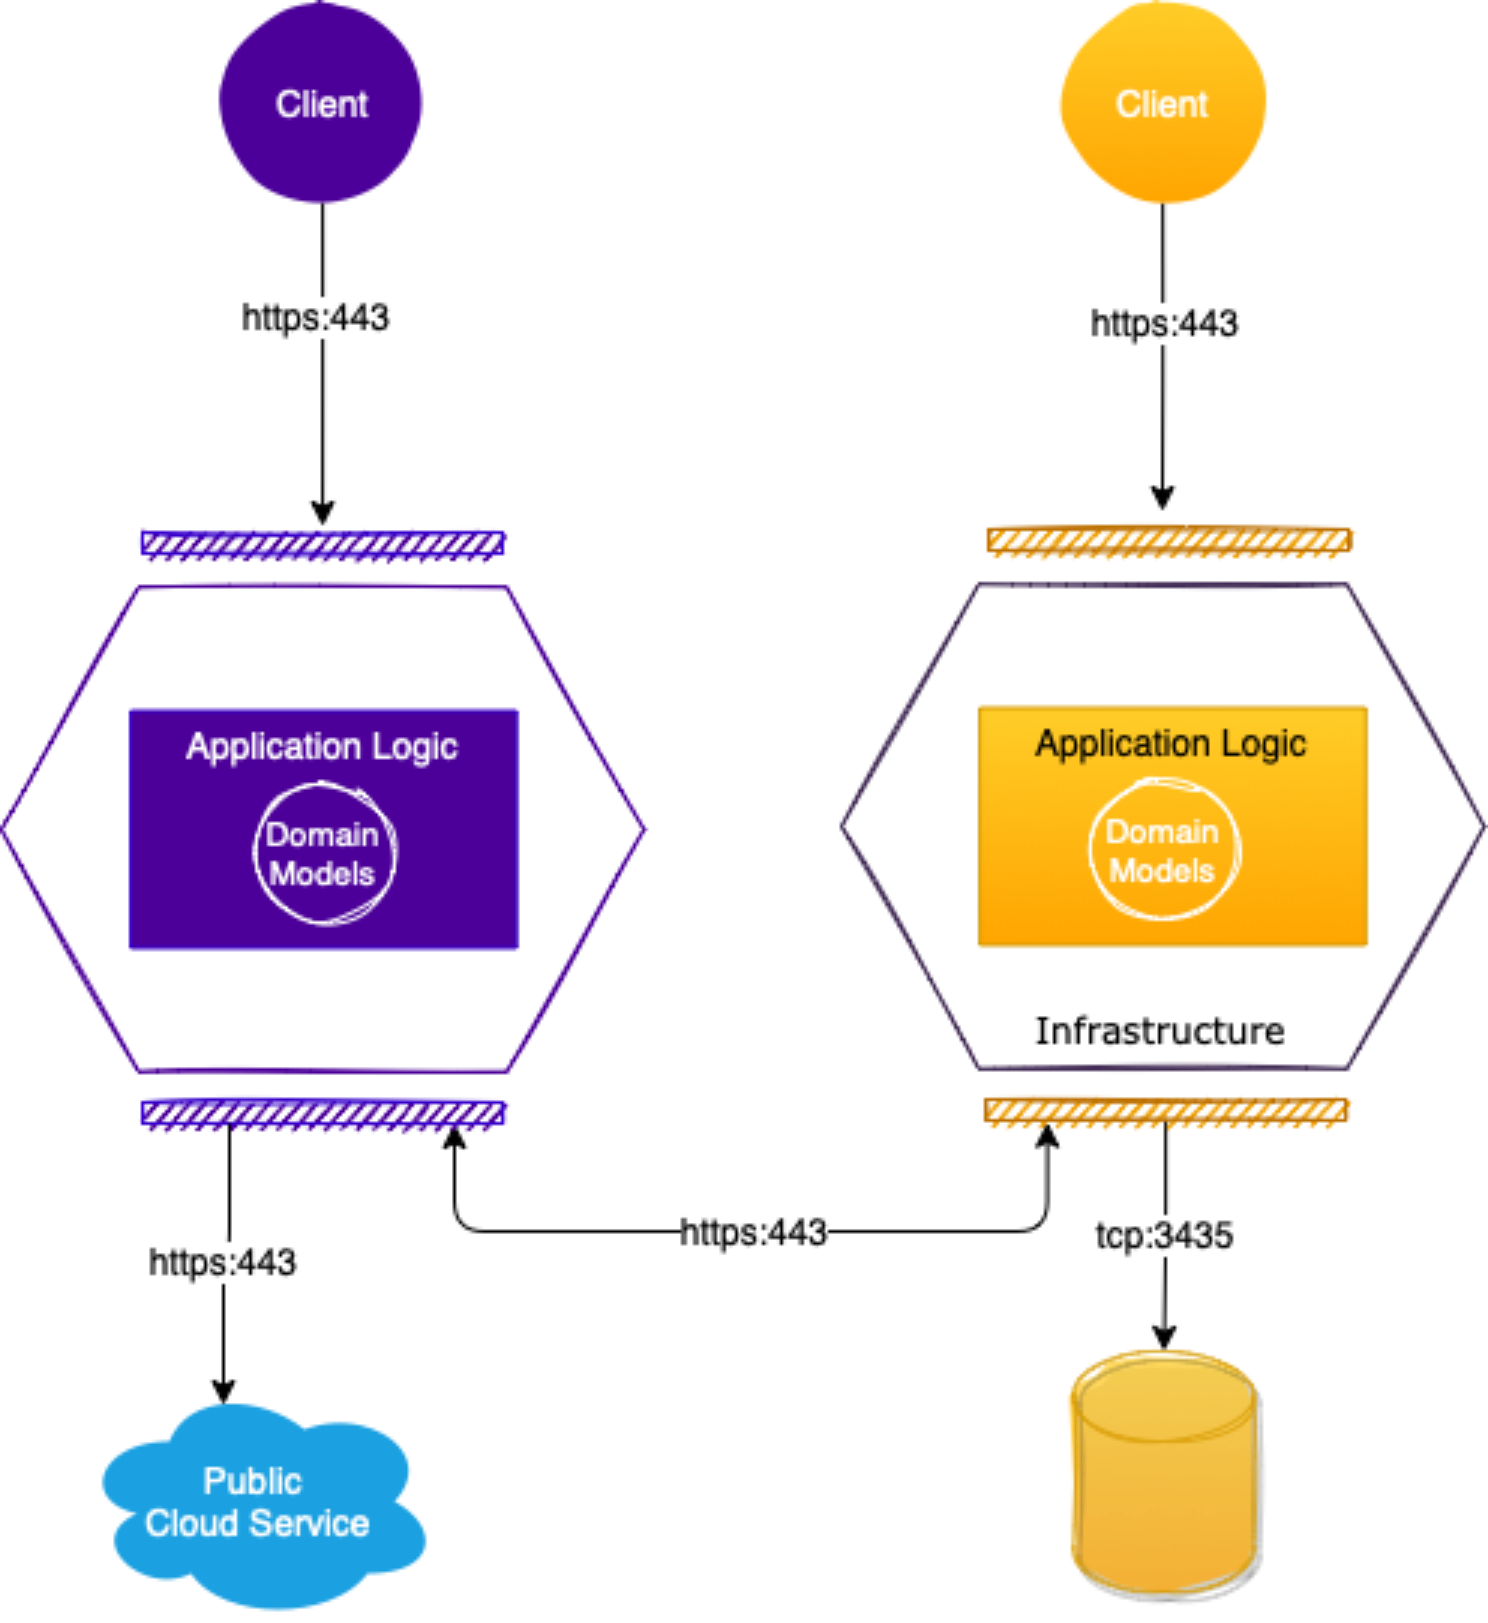 Client
Client
https:443
https:443
Application Logic
Domain
Models
Application Logic
Domain
Models
Infrastructure
https:443
https:443
tcp:3435
Public
Cloud Service